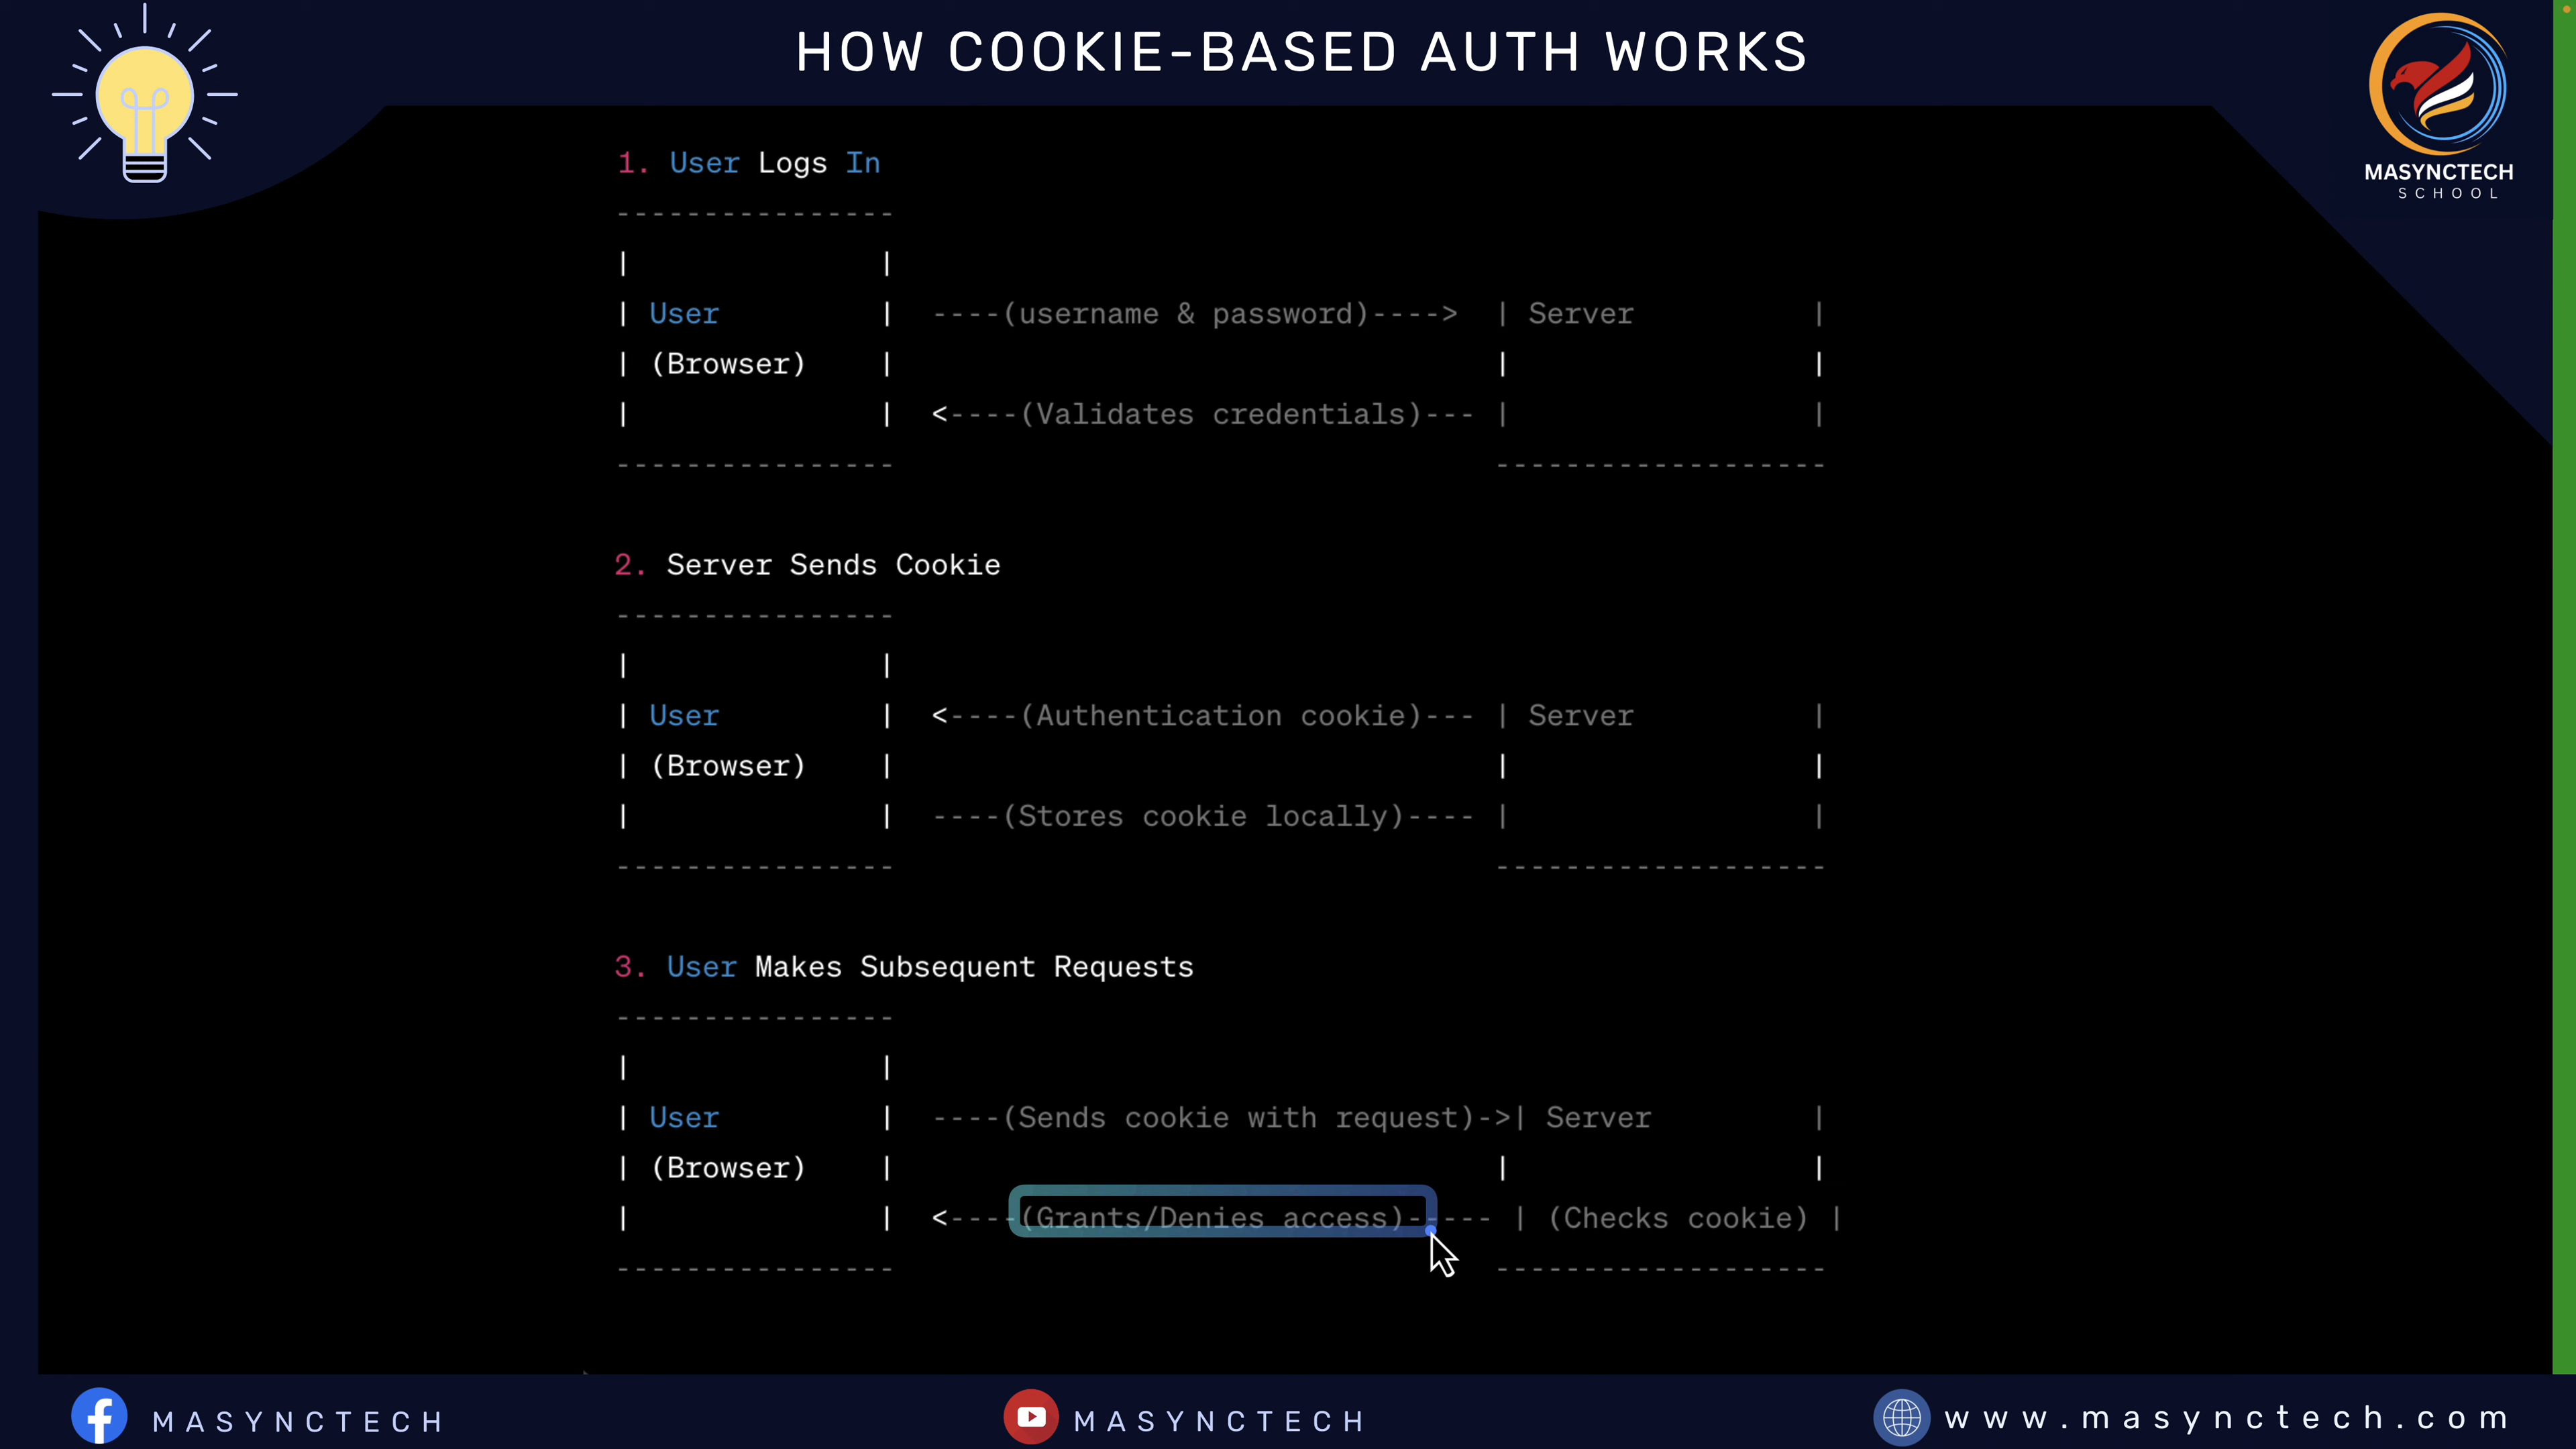 HOW COOKIE-BASED AUTH WORKS
MASYNCTECH
SCHOOL
1. User Logs In
----------------
|               |
| User          |  ----(username & password)---->  | Server          |
| (Browser)     |                                  |                 |
|               |  <----(Validates credentials)--- |                 |
----------------                                   -------------------
2. Server Sends Cookie
----------------
|               |
| User          |  <----(Authentication cookie)--- | Server          |
| (Browser)     |                                  |                 |
|               |  ----(Stores cookie locally)---- |                 |
----------------                                   -------------------
3. User Makes Subsequent Requests
----------------
|               |
| User          |  ----(Sends cookie with request)->| Server         |
| (Browser)     |                                  |                 |
|               |  <----(Grants/Denies access)----- | (Checks cookie) |
----------------                                   -------------------
MASYNCTECH
MASYNCTECH
www.masynctech.com